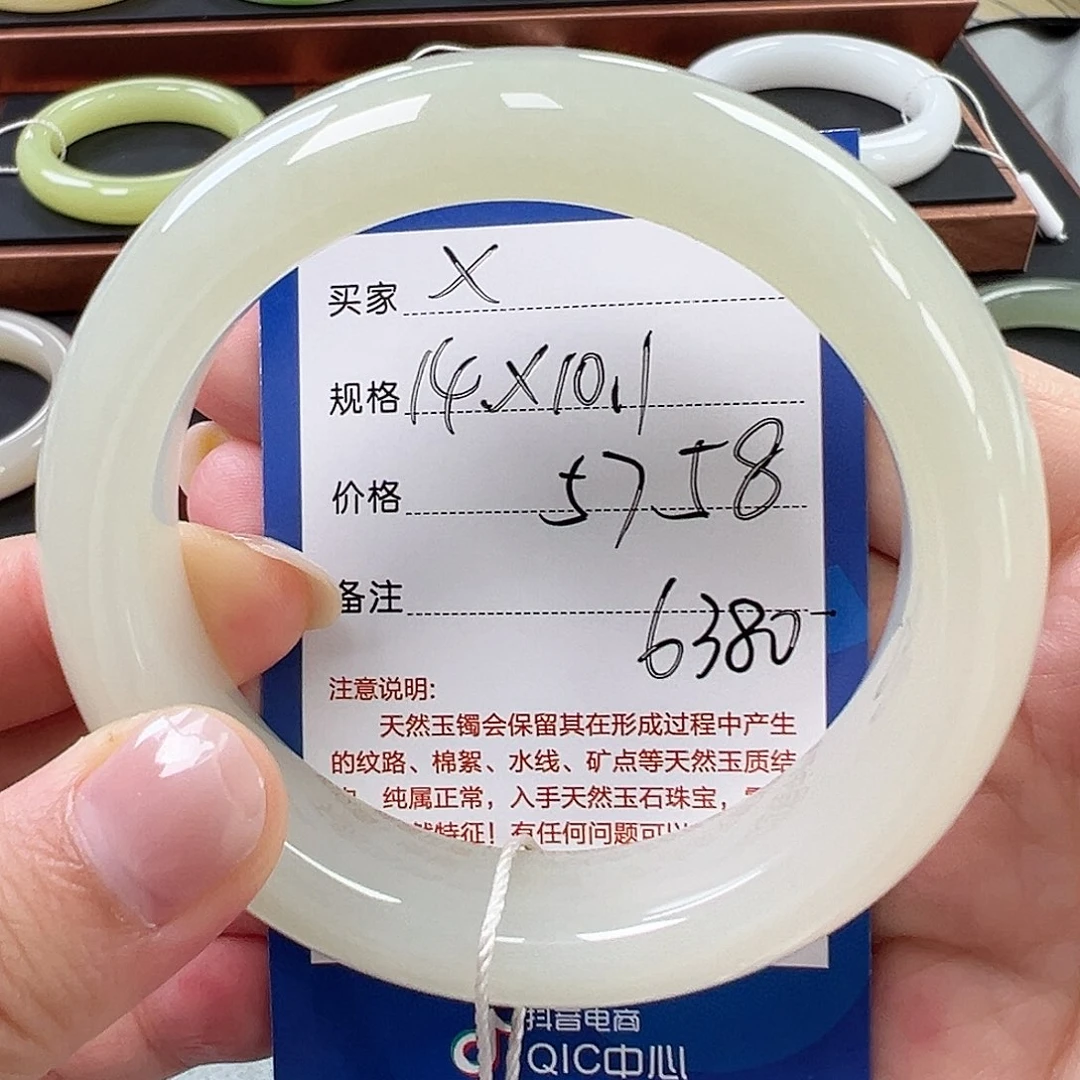 买家 X
规格 14.X10.1
价格 5758
备注
6380-
注意说明:
天然玉镯会保留其在形成过程中产生
的纹路、棉絮、水线、矿点等天然玉质结
纯属正常，入手天然玉石珠宝，
特征！有任何问题可以
抖音电商
QIC中心